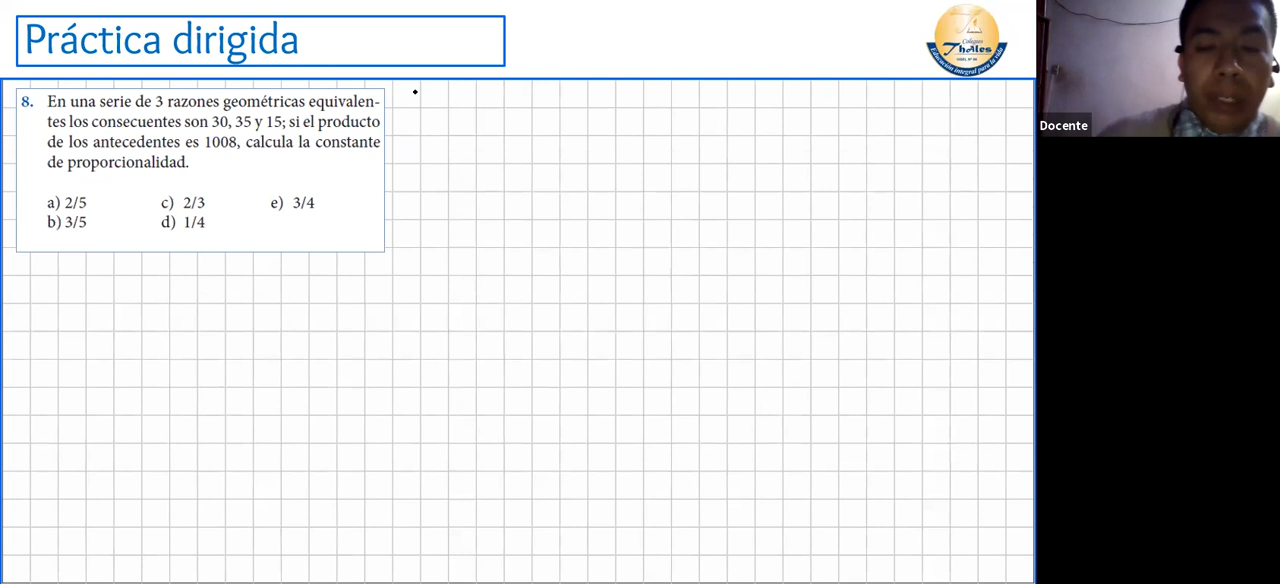 Práctica dirigida
Colegio
Thales
Educación integral para la vida
Docente
8. En una serie de 3 razones geométricas equivalen-
tes los consecuentes son 30, 35 y 15; si el producto
de los antecedentes es 1008, calcula la constante
de proporcionalidad.
a) 2/5 c) 2/3 e) 3/4
b) 3/5 d) 1/4